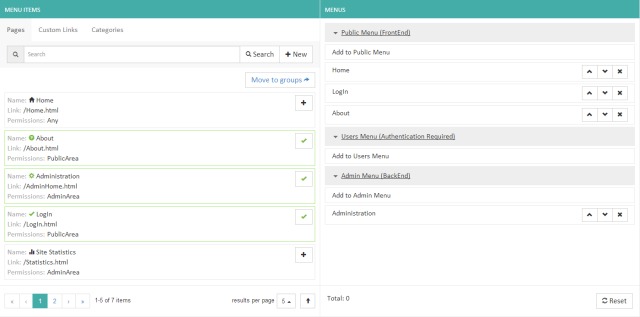 MENU ITEMS
Pages Custom Links Categories
Search Search New
Move to groups
Name: Home
Link: /Home.html
Permissions: Any
Name: About
Link: /About.html
Permissions: PublicArea
Name: Administration
Link: /AdminHome.html
Permissions: AdminArea
Name: LogIn
Link: /LogIn.html
Permissions: PublicArea
Name: Site Statistics
Link: /Statistics.html
Permissions: AdminArea
« ‹ 1 2 › » 1-5 of 7 items results per page 5
MENUS
Public Menu (FrontEnd)
Add to Public Menu
Home
LogIn
About
Users Menu (Authentication Required)
Add to Users Menu
Admin Menu (BackEnd)
Add to Admin Menu
Administration
Total: 0 Reset